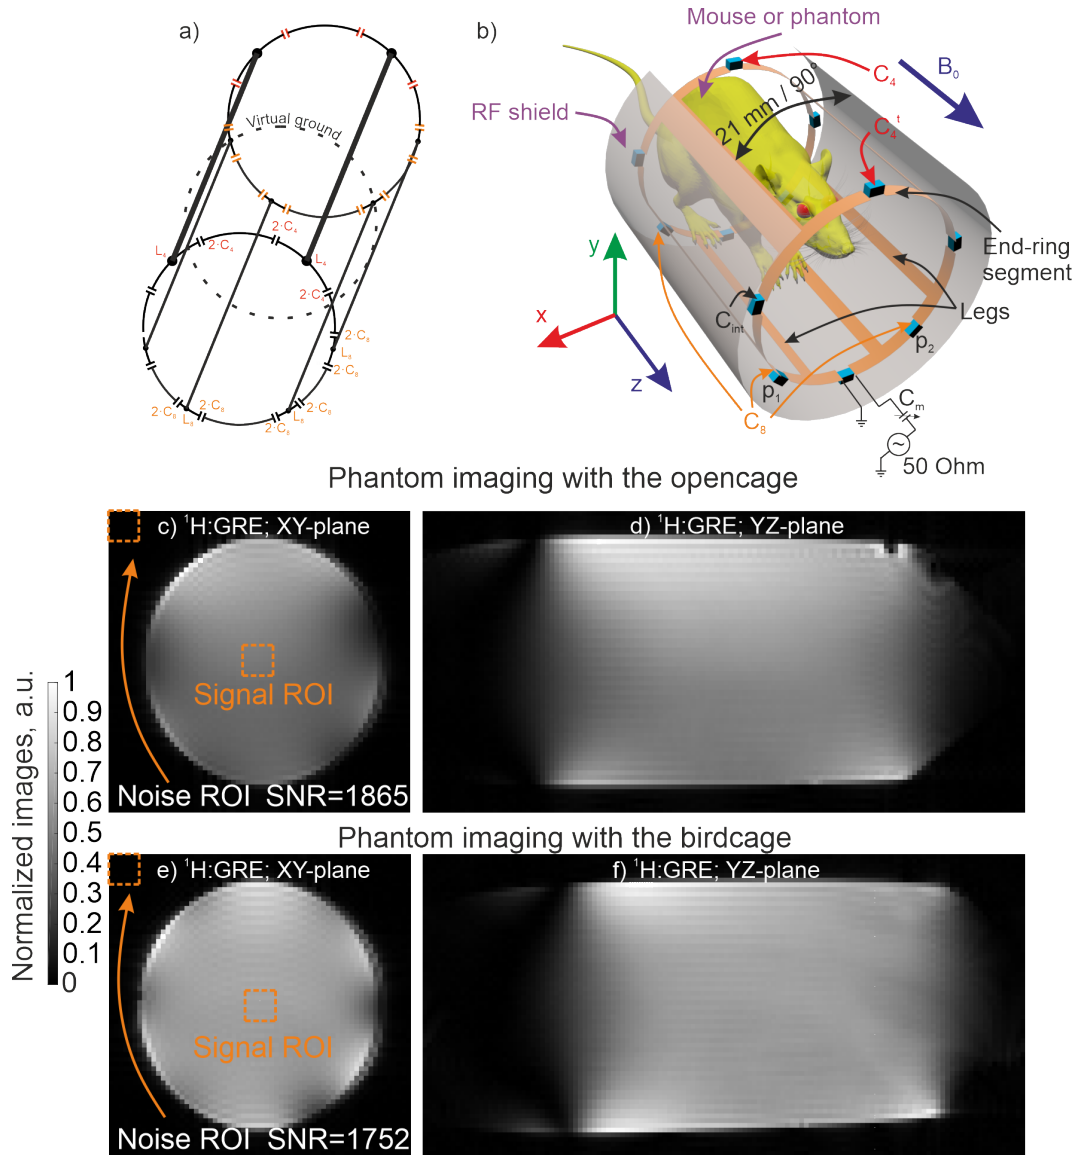 a)
Virtual ground
2·C₄
2·C₄
L₄
L₄
2·C₄
2·C₈
L₈
2·C₈
2·C₈
2·C₈
2·C₈
L₈
2·C₈
L₈
b)
Mouse or phantom
C₄
B₀
RF shield
21 mm / 90°
C₄ᵗ
y
End-ring
segment
x
C_int
Legs
z
p₂
p₁
C₈
C_m
50 Ohm
Phantom imaging with the opencage
c) ¹H:GRE; XY-plane
d) ¹H:GRE; YZ-plane
Signal ROI
Noise ROI SNR=1865
Normalized images, a.u.
1
0.9
0.8
0.7
0.6
0.5
0.4
0.3
0.2
0.1
0
Phantom imaging with the birdcage
e) ¹H:GRE; XY-plane
f) ¹H:GRE; YZ-plane
Signal ROI
Noise ROI SNR=1752